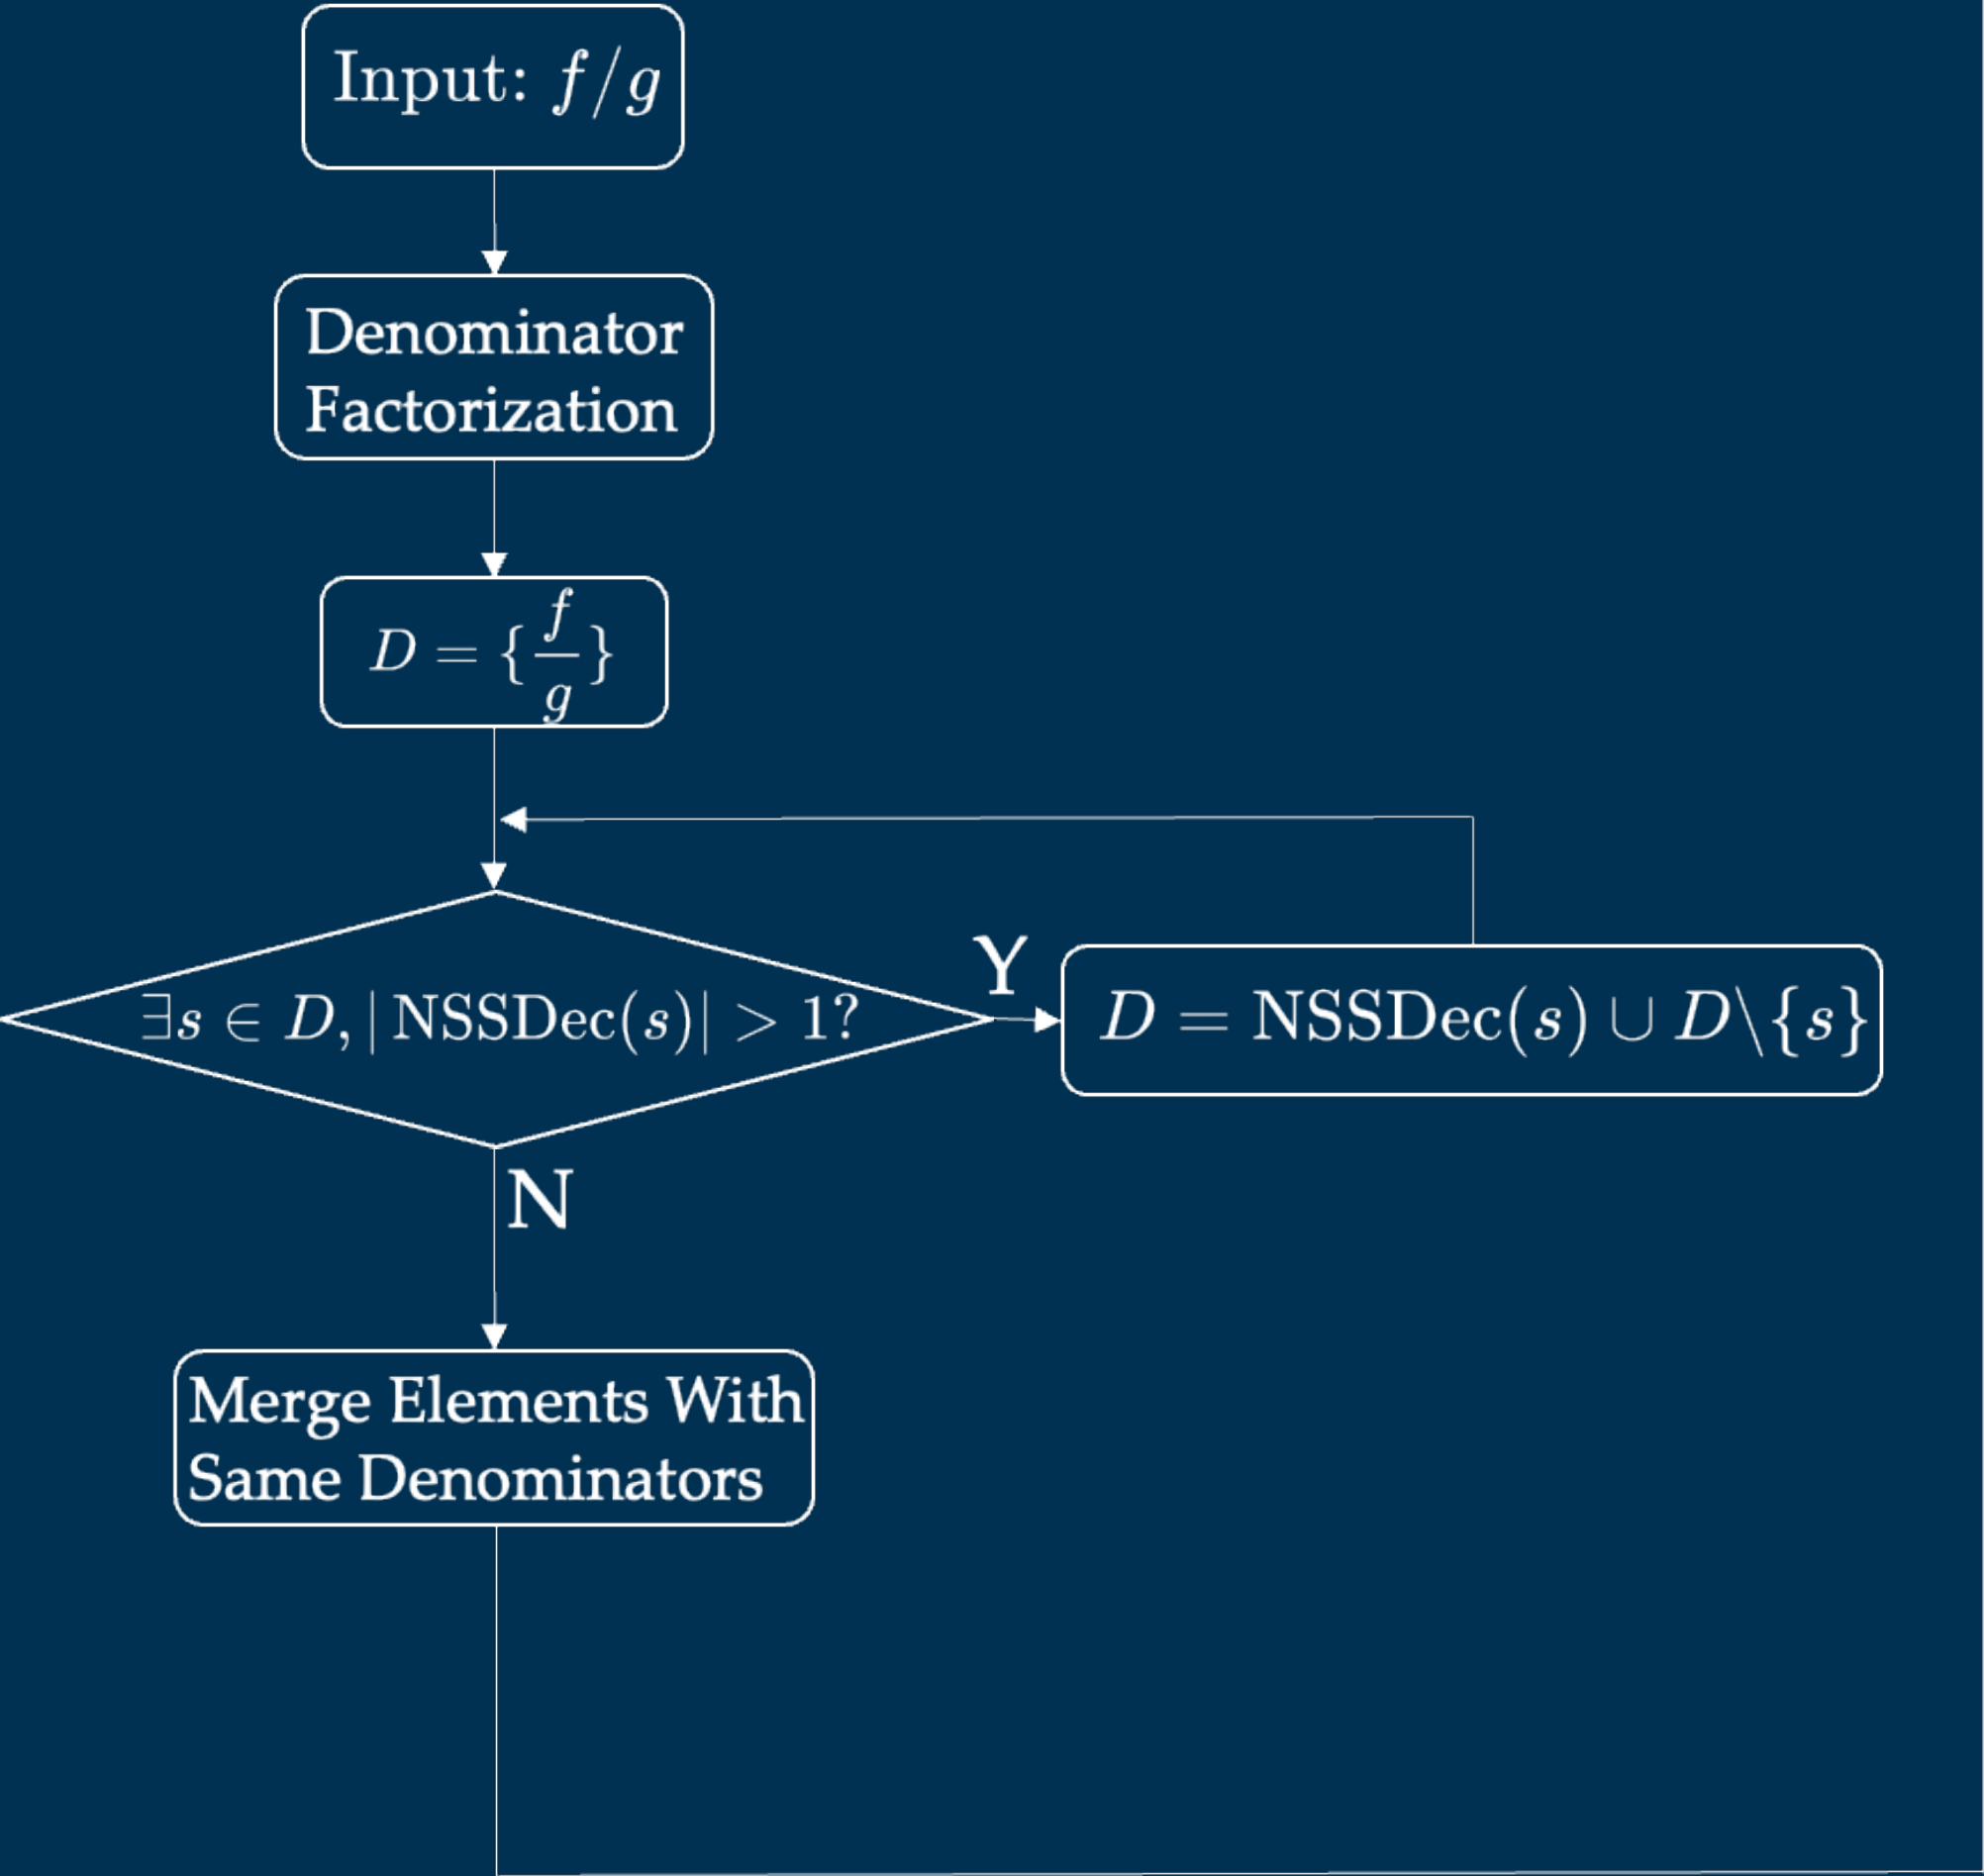 Input: f/g
Denominator
Factorization
D = {f/g}
∃s ∈ D, | NSSDec(s)| > 1?
Y
D = NSSDec(s) ∪ D\{s}
N
Merge Elements With
Same Denominators